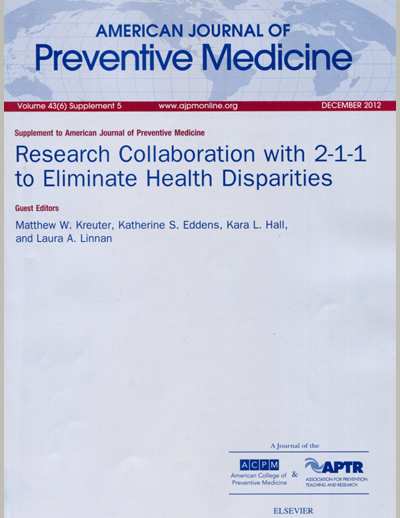 AMERICAN JOURNAL OF
Preventive Medicine
Volume 43(6) Supplement 5 www.ajpmonline.org DECEMBER 2012
Supplement to American Journal of Preventive Medicine
Research Collaboration with 2-1-1
to Eliminate Health Disparities
Guest Editors
Matthew W. Kreuter, Katherine S. Eddens, Kara L. Hall,
and Laura A. Linnan
A Journal of the
ACPM
American College of
Preventive Medicine
&
APTR
ASSOCIATION FOR PREVENTION
TEACHING AND RESEARCH
ELSEVIER